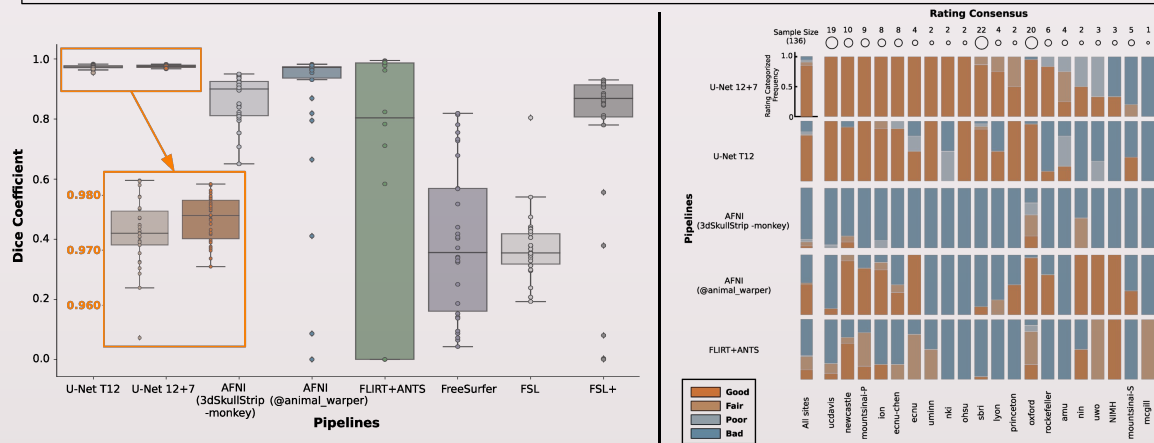 Dice Coefficient
1.0
0.8
0.6
0.4
0.2
0.0
0.980
0.970
0.960
U-Net T12
U-Net 12+7
AFNI
(3dSkullStrip
-monkey)
AFNI
(@animal_warper)
FLIRT+ANTS
FreeSurfer
FSL
FSL+
Pipelines
Rating Consensus
Sample Size
(136)
19 10 9 8 8 4 2 2 2 22 4 2 20 6 4 2 3 3 5 1
Rating Categorized
Frequency
1.0
0.5
0
Pipelines
U-Net 12+7
U-Net T12
AFNI
(3dSkullStrip -monkey)
AFNI
(@animal_warper)
FLIRT+ANTS
Good
Fair
Poor
Bad
All sites
ucdavis
newcastle
mountsinai-P
ion
ecnu-chen
ecnu
uminn
nki
ohsu
sbri
lyon
princeton
oxford
rockefeller
amu
nin
uwo
NIMH
mountsinai-S
mcgill